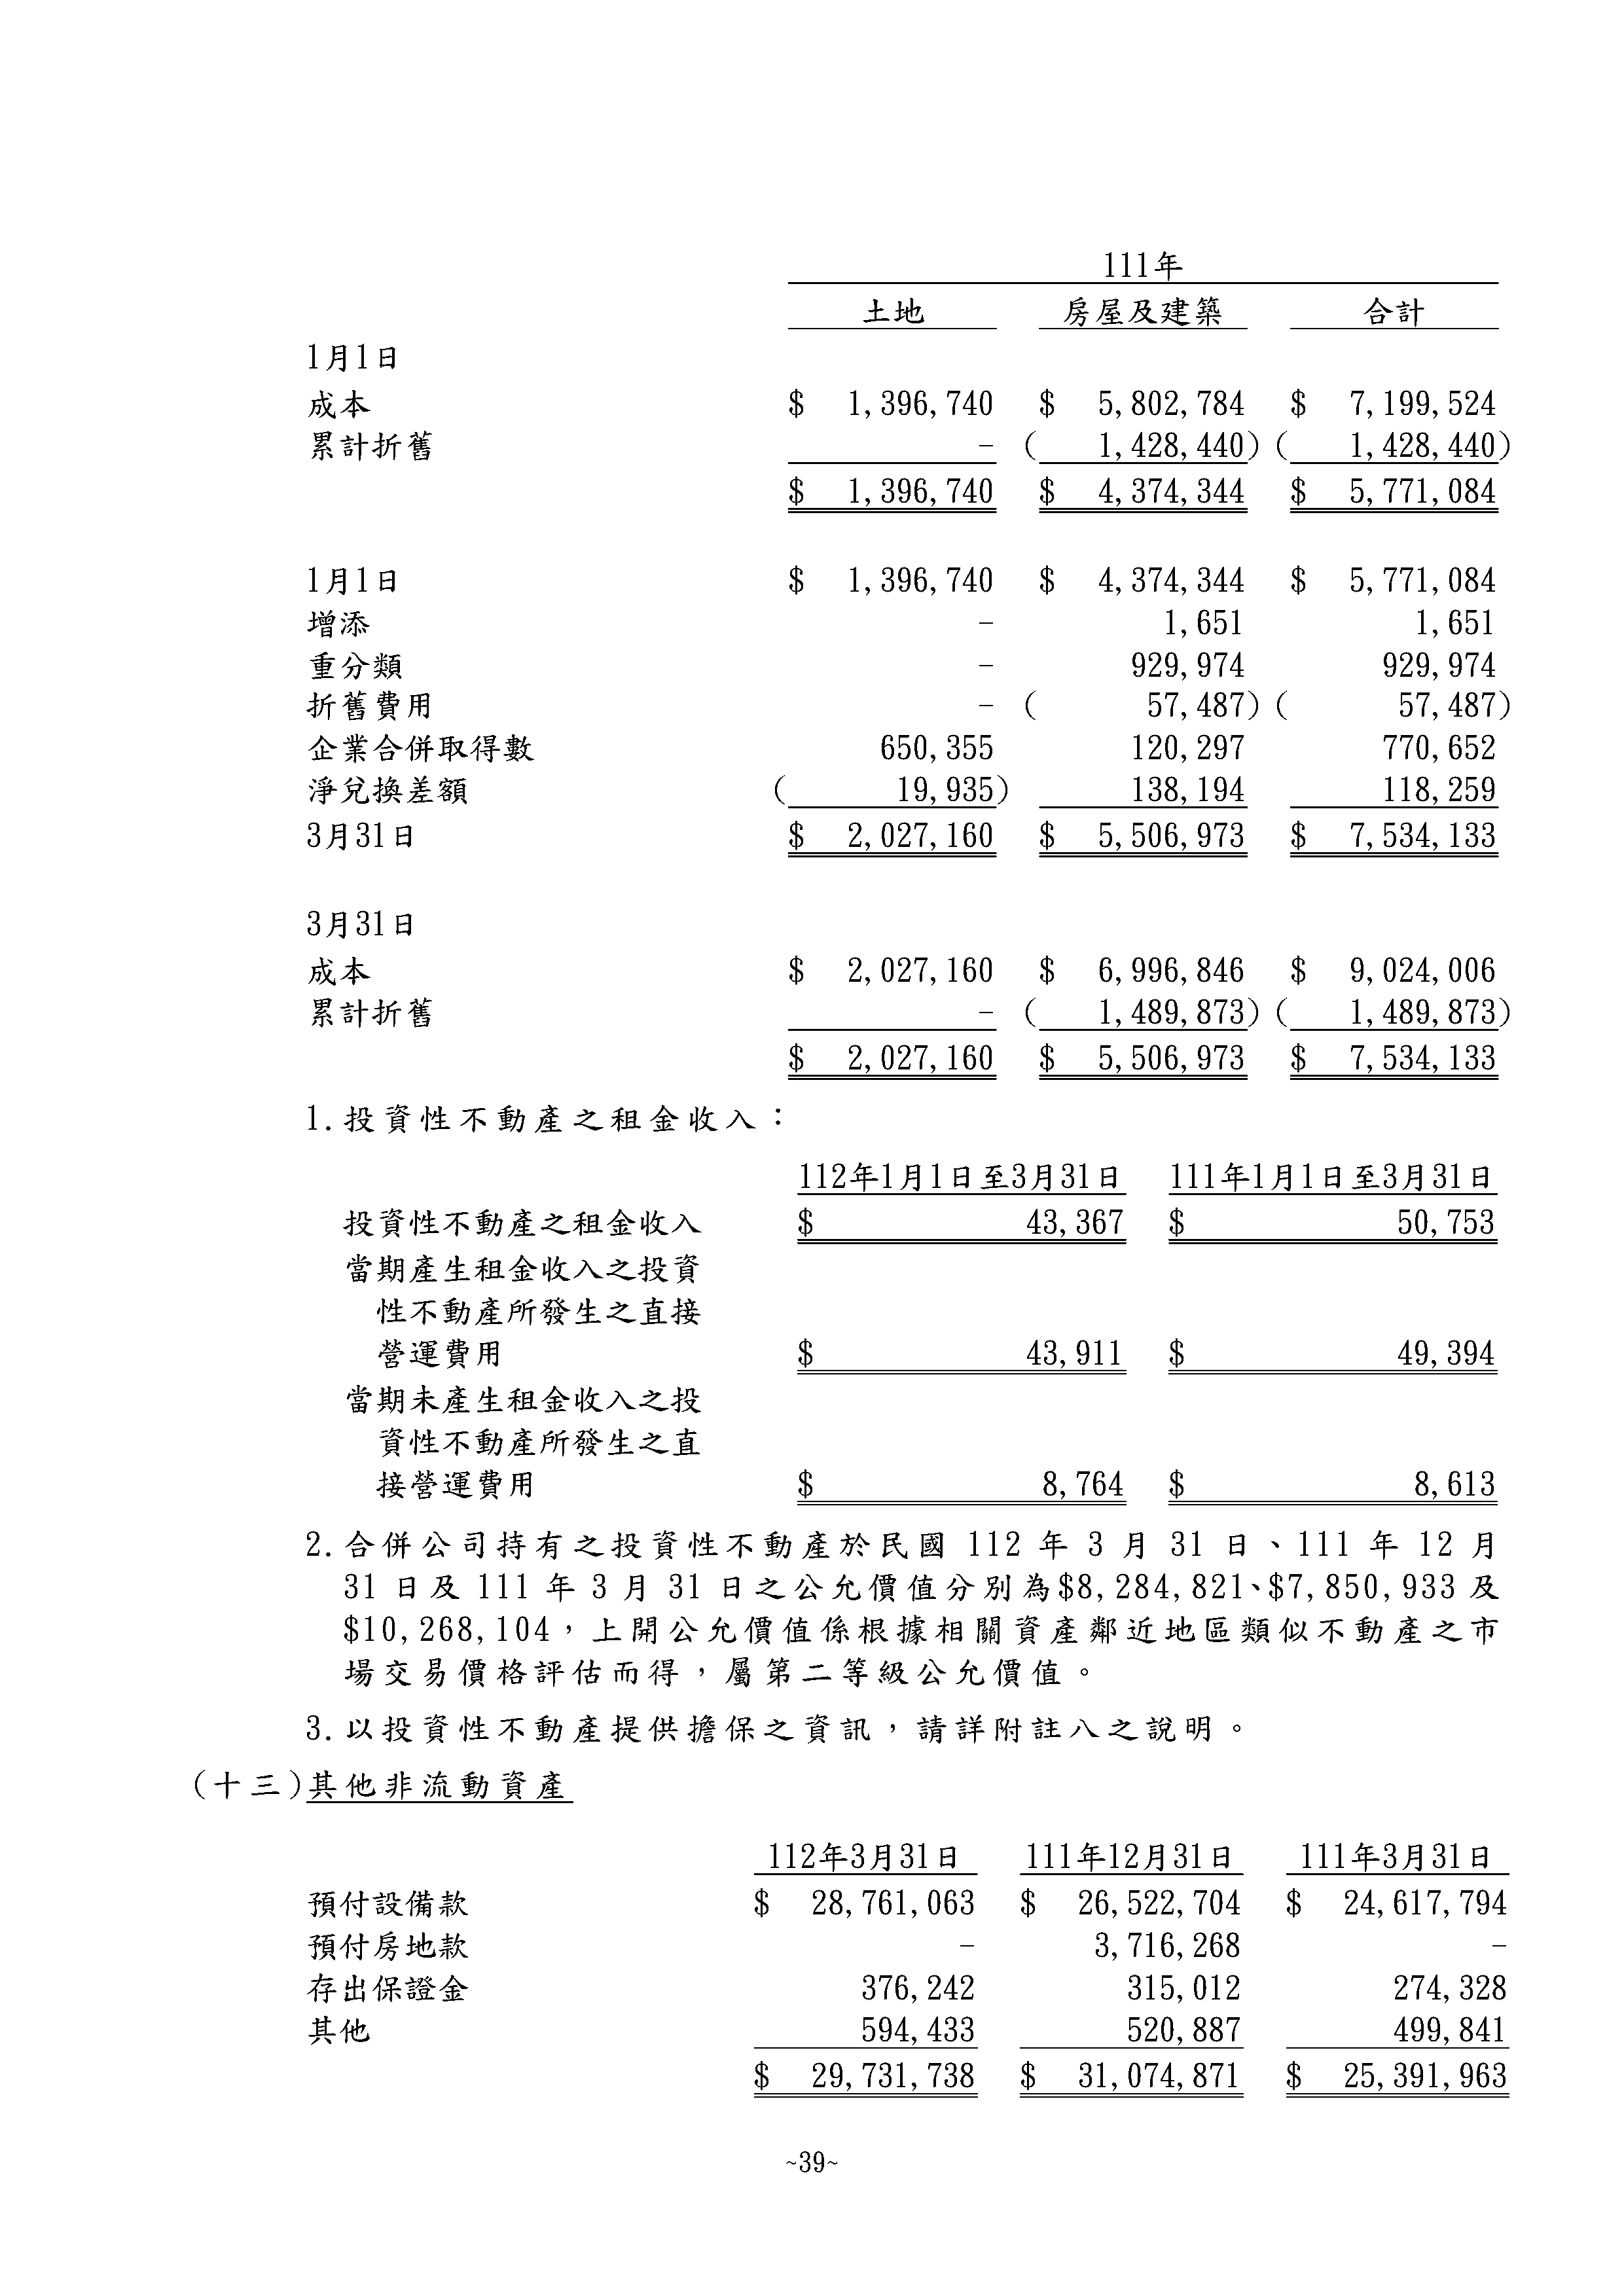 111年
土地 房屋及建築 合計
1月1日
成本 $ 1,396,740 $ 5,802,784 $ 7,199,524
累計折舊 - ( 1,428,440) ( 1,428,440)
$ 1,396,740 $ 4,374,344 $ 5,771,084
1月1日 $ 1,396,740 $ 4,374,344 $ 5,771,084
增添 - 1,651 1,651
重分類 - 929,974 929,974
折舊費用 - ( 57,487) ( 57,487)
企業合併取得數 650,355 120,297 770,652
淨兌換差額 ( 19,935) 138,194 118,259
3月31日 $ 2,027,160 $ 5,506,973 $ 7,534,133
3月31日
成本 $ 2,027,160 $ 6,996,846 $ 9,024,006
累計折舊 - ( 1,489,873) ( 1,489,873)
$ 2,027,160 $ 5,506,973 $ 7,534,133
1.投資性不動產之租金收入：
112年1月1日至3月31日 111年1月1日至3月31日
投資性不動產之租金收入 $ 43,367 $ 50,753
當期產生租金收入之投資
性不動產所發生之直接
營運費用 $ 43,911 $ 49,394
當期未產生租金收入之投
資性不動產所發生之直
接營運費用 $ 8,764 $ 8,613
2.合併公司持有之投資性不動產於民國 112 年 3 月 31 日、111 年 12 月
31 日及 111 年 3 月 31 日之公允價值分別為$8,284,821、$7,850,933 及
$10,268,104，上開公允價值係根據相關資產鄰近地區類似不動產之市
場交易價格評估而得，屬第二等級公允價值。
3.以投資性不動產提供擔保之資訊，請詳附註八之說明。
(十三)其他非流動資產
112年3月31日 111年12月31日 111年3月31日
預付設備款 $ 28,761,063 $ 26,522,704 $ 24,617,794
預付房地款 - 3,716,268 -
存出保證金 376,242 315,012 274,328
其他 594,433 520,887 499,841
$ 29,731,738 $ 31,074,871 $ 25,391,963
~39~